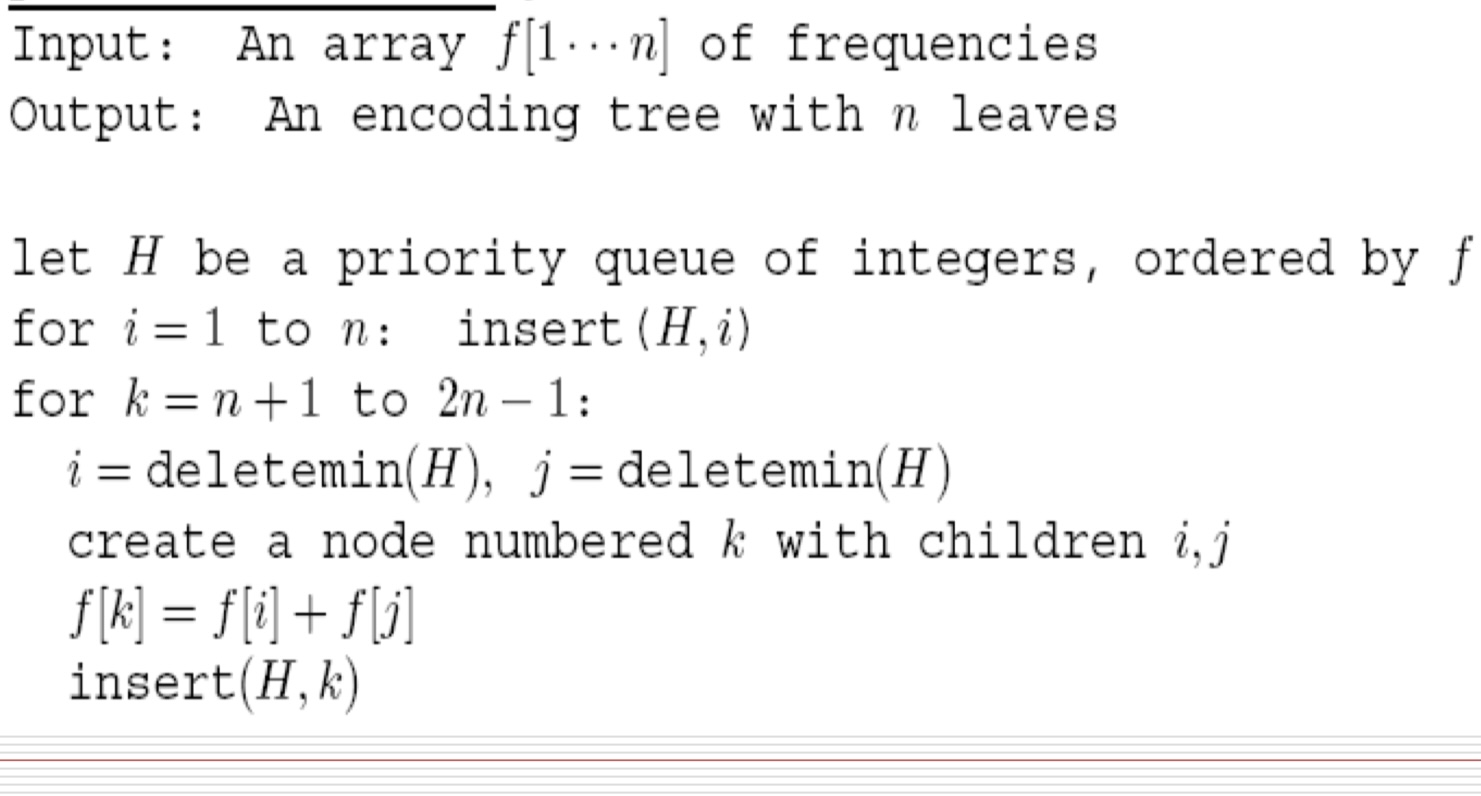 Input: An array f[1···n] of frequencies
Output: An encoding tree with n leaves
let H be a priority queue of integers, ordered by f
for i = 1 to n: insert(H, i)
for k = n + 1 to 2n − 1:
i = deletemin(H), j = deletemin(H)
create a node numbered k with children i, j
f[k] = f[i] + f[j]
insert(H, k)